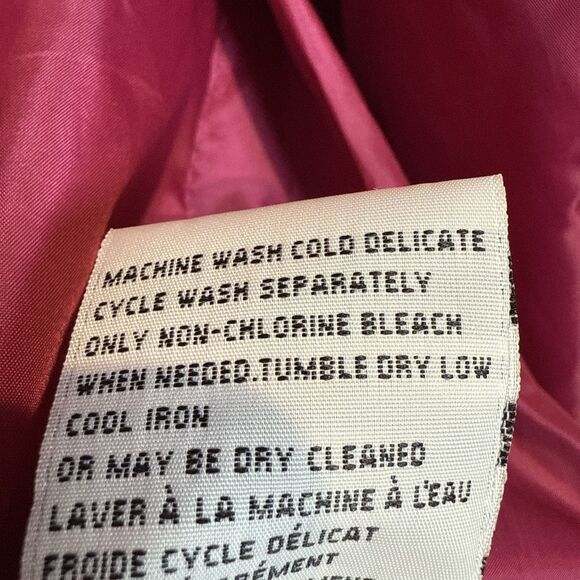 MACHINE WASH COLD DELICATE
CYCLE WASH SEPARATELY
ONLY NON-CHLORINE BLEACH
WHEN NEEDED.TUMBLE DRY LOW
COOL IRON
OR MAY BE DRY CLEANED
LAVER À LA MACHINE À L'EAU
FROIDE CYCLE DÉLICAT